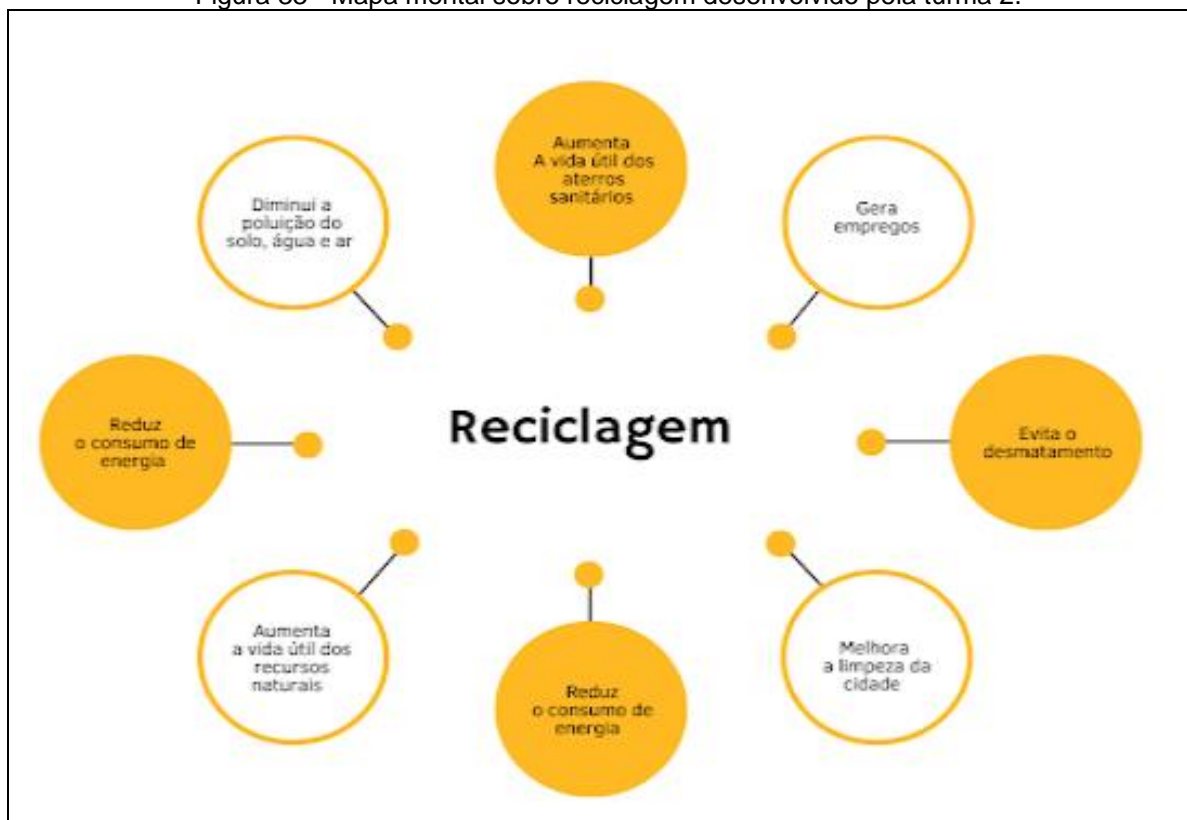 Mapa mental sobre reciclagem desenvolvido pela turma 2.
Aumenta
A vida útil dos
aterros
sanitários
Diminui a
poluição do
solo, água e ar
Gera
empregos
Reduz
o consumo de
energia
Reciclagem
Evita o
desmatamento
Aumenta
a vida útil dos
recursos
naturais
Reduz
o consumo de
energia
Melhora
a limpeza da
cidade